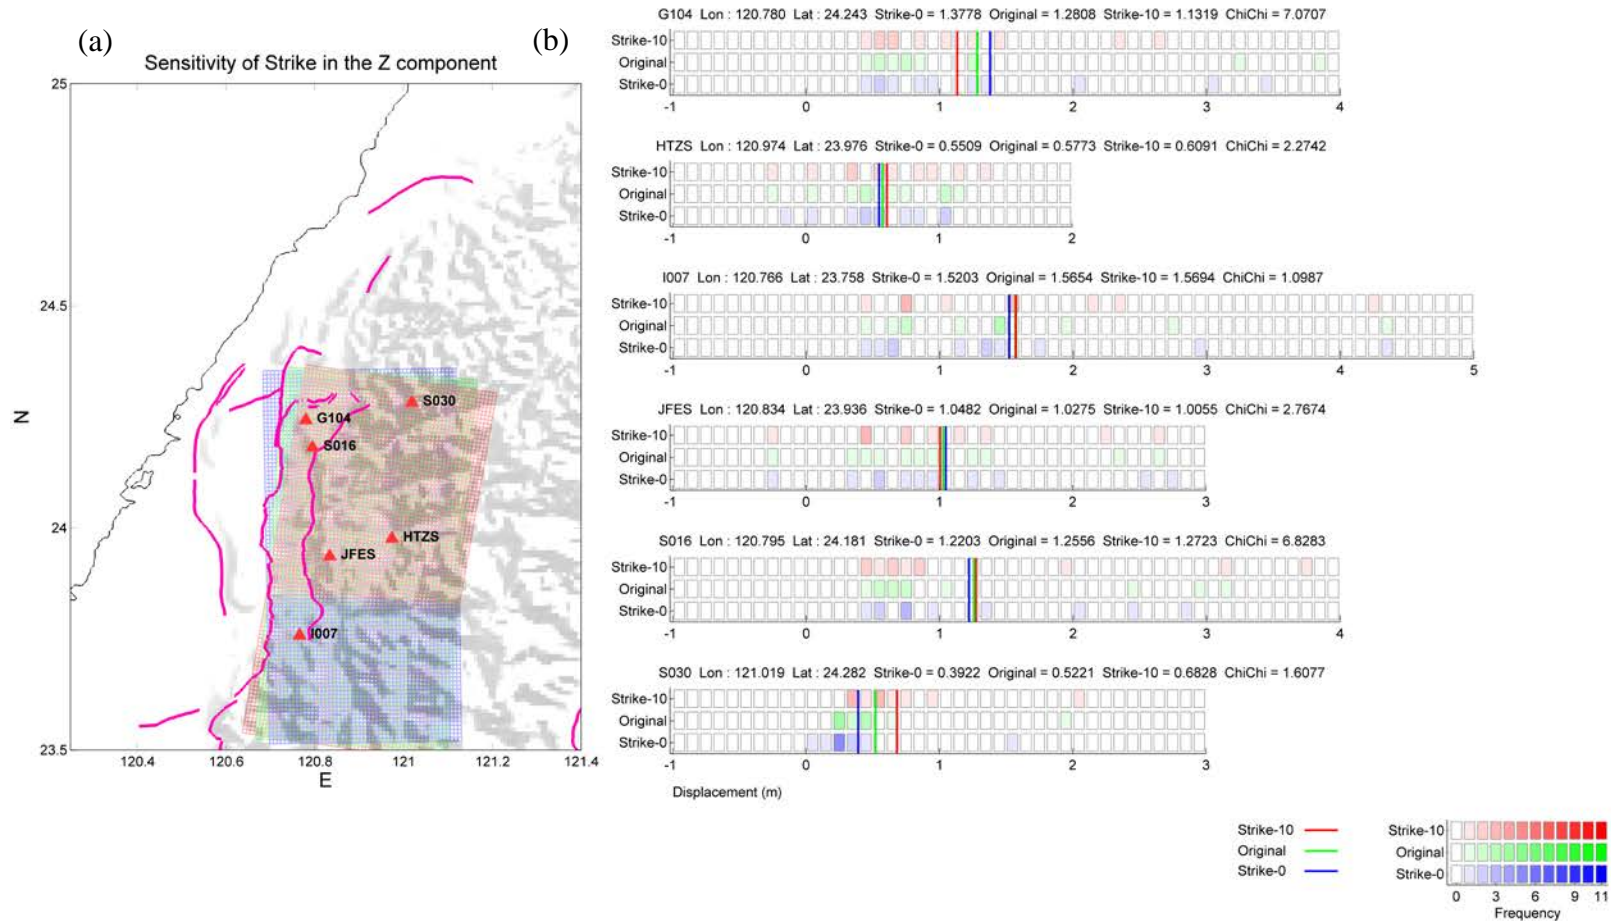 (a)
Sensitivity of Strike in the Z component
25
24.5
24
23.5
N
120.4 120.6 120.8 121 121.2 121.4
E
S030
G104
S016
HTZS
JFES
I007
(b)
G104 Lon : 120.780 Lat : 24.243 Strike-0 = 1.3778 Original = 1.2808 Strike-10 = 1.1319 ChiChi = 7.0707
Strike-10
Original
Strike-0
-1 0 1 2 3 4
HTZS Lon : 120.974 Lat : 23.976 Strike-0 = 0.5509 Original = 0.5773 Strike-10 = 0.6091 ChiChi = 2.2742
Strike-10
Original
Strike-0
-1 0 1 2
I007 Lon : 120.766 Lat : 23.758 Strike-0 = 1.5203 Original = 1.5654 Strike-10 = 1.5694 ChiChi = 1.0987
Strike-10
Original
Strike-0
-1 0 1 2 3 4 5
JFES Lon : 120.834 Lat : 23.936 Strike-0 = 1.0482 Original = 1.0275 Strike-10 = 1.0055 ChiChi = 2.7674
Strike-10
Original
Strike-0
-1 0 1 2 3
S016 Lon : 120.795 Lat : 24.181 Strike-0 = 1.2203 Original = 1.2556 Strike-10 = 1.2723 ChiChi = 6.8283
Strike-10
Original
Strike-0
-1 0 1 2 3 4
S030 Lon : 121.019 Lat : 24.282 Strike-0 = 0.3922 Original = 0.5221 Strike-10 = 0.6828 ChiChi = 1.6077
Strike-10
Original
Strike-0
-1 0 1 2 3
Displacement (m)
Strike-10
Original
Strike-0
Strike-10
Original
Strike-0
0 3 6 9 11
Frequency